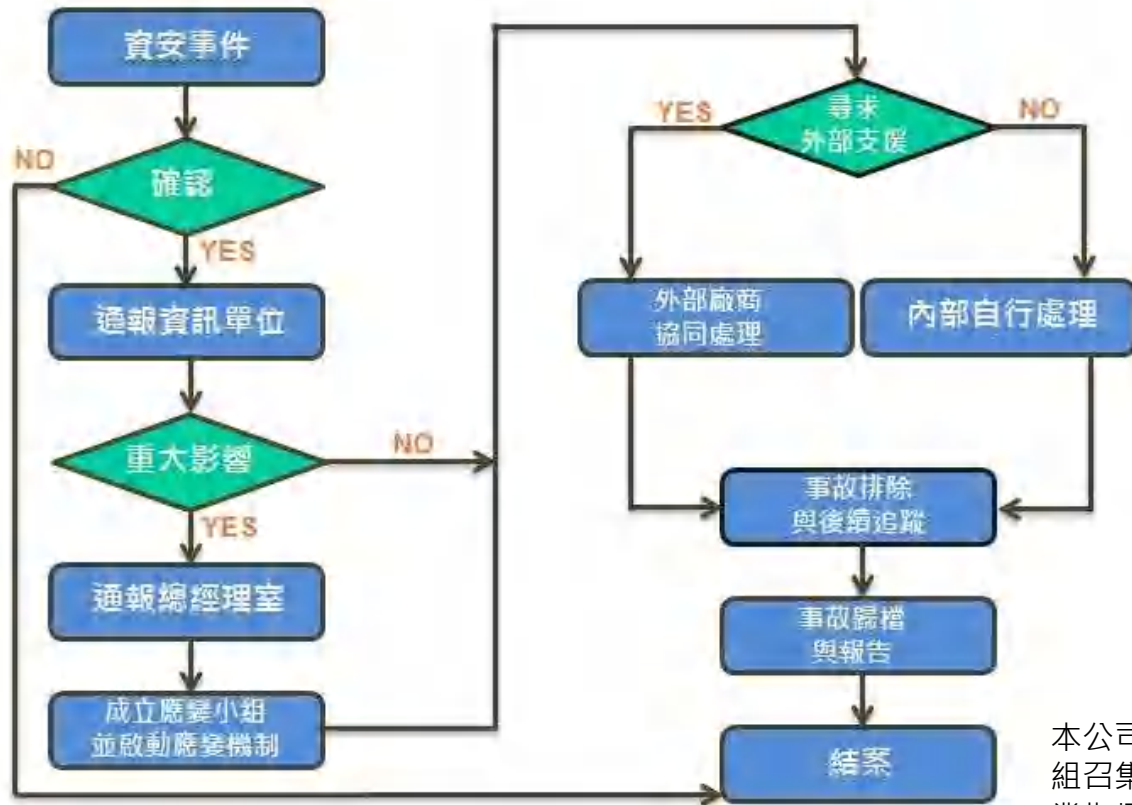 資安事件
NO
確認
YES
通報資訊單位
重大影響
NO
YES
通報總經理室
成立應變小組
並啟動應變機制
尋求
外部支援
YES
NO
外部廠商
協同處理
內部自行處理
事故排除
與後續追蹤
事故歸檔
與報告
結案
本公司
組召集